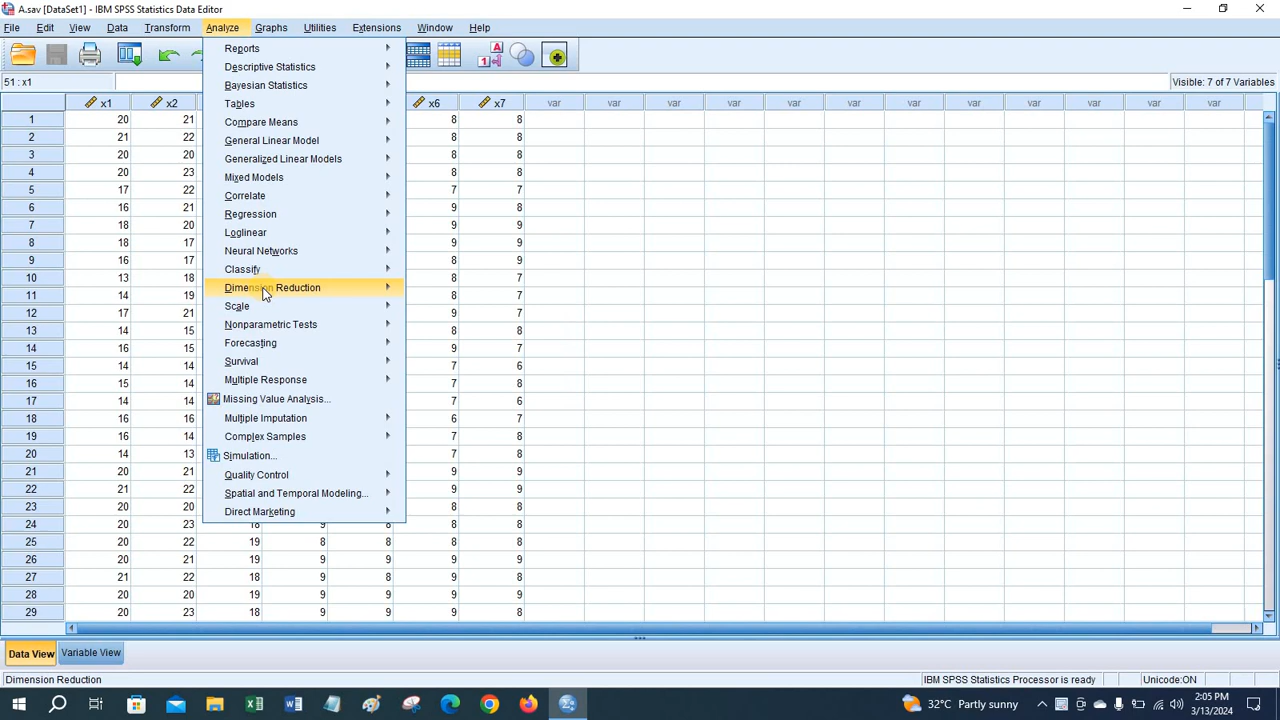 A.sav [DataSet1] - IBM SPSS Statistics Data Editor
File Edit View Data Transform Analyze Graphs Utilities Extensions Window Help
51 : x1 Visible: 7 of 7 Variables
x1 x2 x6 x7 var var var var var var var var var var var var
1 20 21 8 8
2 21 22 8 8
3 20 20 8 8
4 20 23 8 8
5 17 22 7 7
6 16 21 9 8
7 18 20 9 9
8 18 17 9 9
9 16 17 9 8
10 13 18 8 7
11 14 19 8 7
12 17 21 9 8
13 14 15 8 8
14 16 15 9 7
15 14 14 7 6
16 15 14 7 8
17 14 14 7 6
18 16 16 6 7
19 16 14 7 8
20 14 13 7 8
21 20 21 9 9
22 21 22 9 9
23 20 20 8 8
24 20 23 18 9 8 8 8
25 20 22 19 8 8 8 8
26 20 21 19 9 9 9 9
27 21 22 18 9 9 9 8
28 20 20 19 9 9 9 9
29 20 23 18 9 9 9 8
Reports
Descriptive Statistics
Bayesian Statistics
Tables
Compare Means
General Linear Model
Generalized Linear Models
Mixed Models
Correlate
Regression
Loglinear
Neural Networks
Classify
Dimension Reduction
Scale
Nonparametric Tests
Forecasting
Survival
Multiple Response
Missing Value Analysis...
Multiple Imputation
Complex Samples
Simulation...
Quality Control
Spatial and Temporal Modeling...
Direct Marketing
Data View Variable View
Dimension Reduction IBM SPSS Statistics Processor is ready Unicode:ON
32°C Partly sunny
2:05 PM
3/13/2024